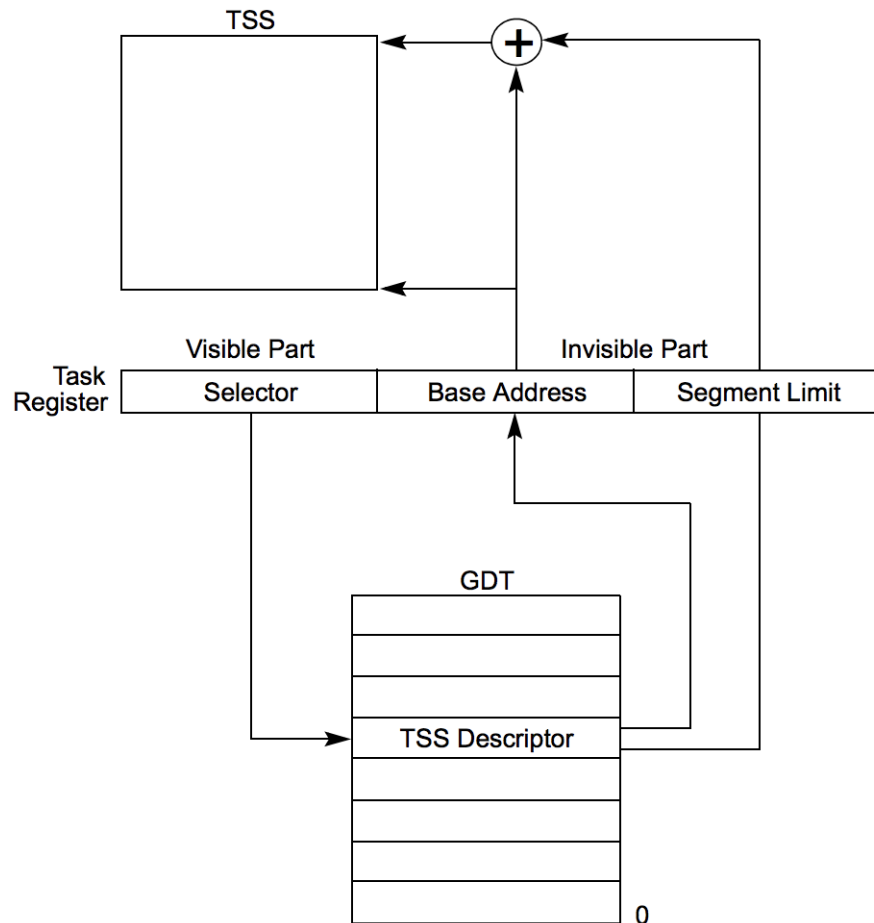 TSS
+
Visible Part
Invisible Part
Task
Register
Selector
Base Address
Segment Limit
GDT
TSS Descriptor
0